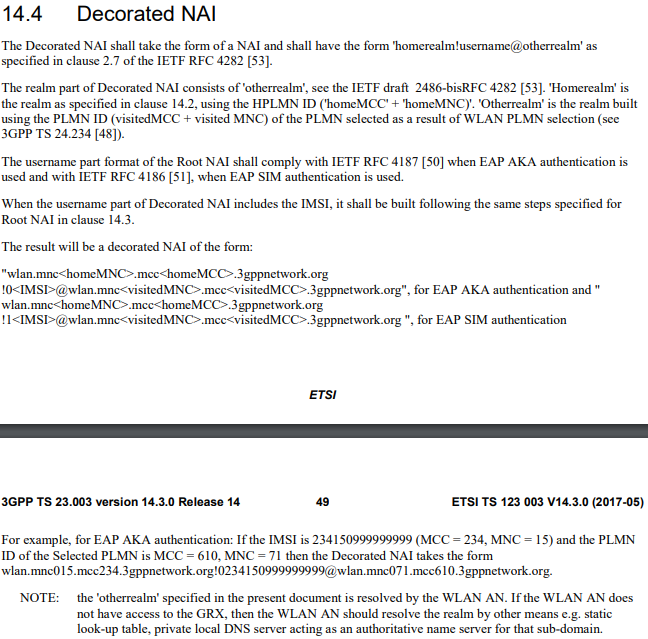 14.4 Decorated NAI
The Decorated NAI shall take the form of a NAI and shall have the form 'homerealm!username@otherrealm' as
specified in clause 2.7 of the IETF RFC 4282 [53].
The realm part of Decorated NAI consists of 'otherrealm', see the IETF draft 2486-bisRFC 4282 [53]. 'Homerealm' is
the realm as specified in clause 14.2, using the HPLMN ID ('homeMCC' + 'homeMNC)'. 'Otherrealm' is the realm built
using the PLMN ID (visitedMCC + visited MNC) of the PLMN selected as a result of WLAN PLMN selection (see
3GPP TS 24.234 [48]).
The username part format of the Root NAI shall comply with IETF RFC 4187 [50] when EAP AKA authentication is
used and with IETF RFC 4186 [51], when EAP SIM authentication is used.
When the username part of Decorated NAI includes the IMSI, it shall be built following the same steps specified for
Root NAI in clause 14.3.
The result will be a decorated NAI of the form:
"wlan.mnc<homeMNC>.mcc<homeMCC>.3gppnetwork.org
!0<IMSI>@wlan.mnc<visitedMNC>.mcc<visitedMCC>.3gppnetwork.org", for EAP AKA authentication and "
wlan.mnc<homeMNC>.mcc<homeMCC>.3gppnetwork.org
!1<IMSI>@wlan.mnc<visitedMNC>.mcc<visitedMCC>.3gppnetwork.org ", for EAP SIM authentication
ETSI
3GPP TS 23.003 version 14.3.0 Release 14 49 ETSI TS 123 003 V14.3.0 (2017-05)
For example, for EAP AKA authentication: If the IMSI is 234150999999999 (MCC = 234, MNC = 15) and the PLMN
ID of the Selected PLMN is MCC = 610, MNC = 71 then the Decorated NAI takes the form
wlan.mnc015.mcc234.3gppnetwork.org!0234150999999999@wlan.mnc071.mcc610.3gppnetwork.org.
NOTE: the 'otherrealm' specified in the present document is resolved by the WLAN AN. If the WLAN AN does
not have access to the GRX, then the WLAN AN should resolve the realm by other means e.g. static
look-up table, private local DNS server acting as an authoritative name server for that sub-domain.